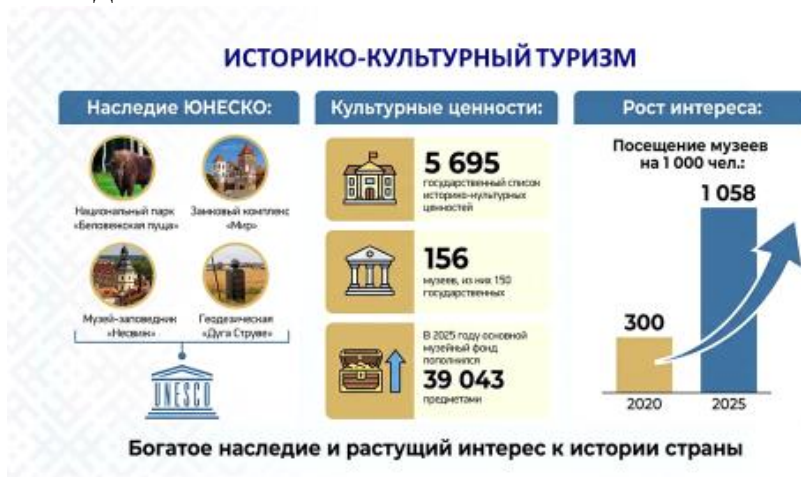 ИСТОРИКО-КУЛЬТУРНЫЙ ТУРИЗМ
Наследие ЮНЕСКО:
Национальный парк
«Беловежская пуща»
Замковый комплекс
«Мир»
Музей-заповедник
«Несвиж»
Геодезическая
«Дуга Струве»
UNESCO
Культурные ценности:
5 695
государственный список
историко-культурных
ценностей
156
музеев, из них 150
государственных
В 2025 году основной
музейный фонд
пополнился
39 043
предметами
Рост интереса:
Посещение музеев
на 1 000 чел.:
1 058
300
2020
2025
Богатое наследие и растущий интерес к истории страны